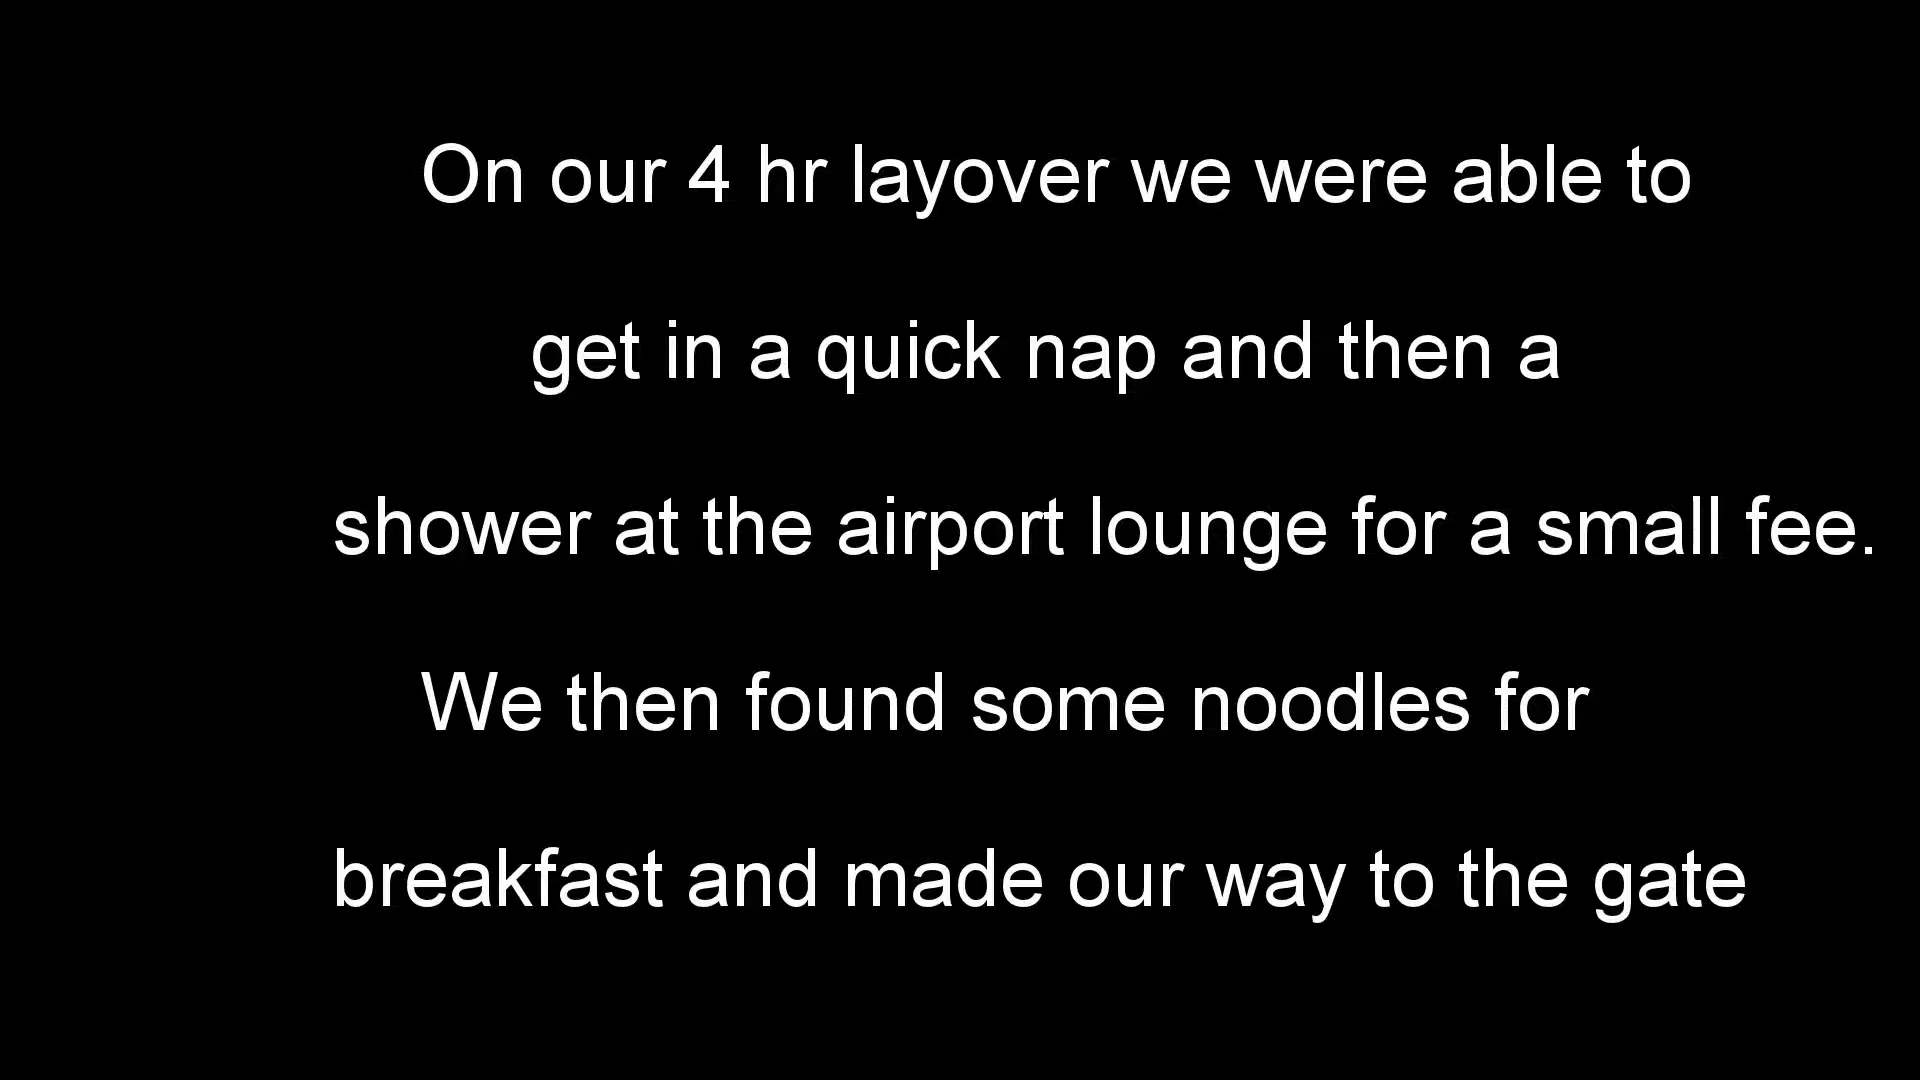 On our 4 hr layover we were able to
get in a quick nap and then a
shower at the airport lounge for a small fee.
We then found some noodles for
breakfast and made our way to the gate